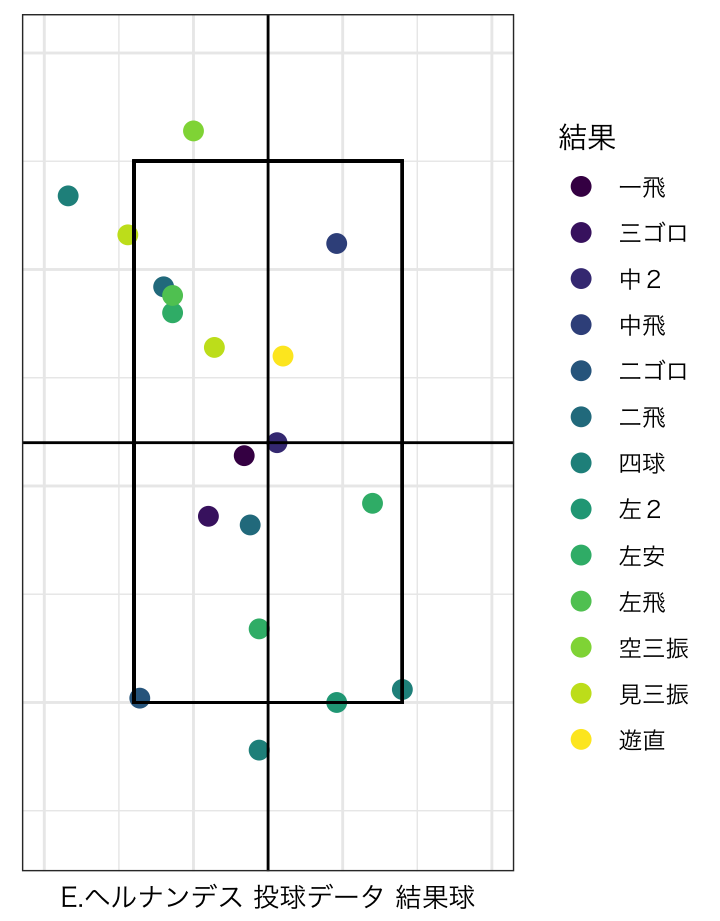 結果
一飛
三ゴロ
中２
中飛
二ゴロ
二飛
四球
左２
左安
左飛
空三振
見三振
遊直
E.ヘルナンデス 投球データ 結果球